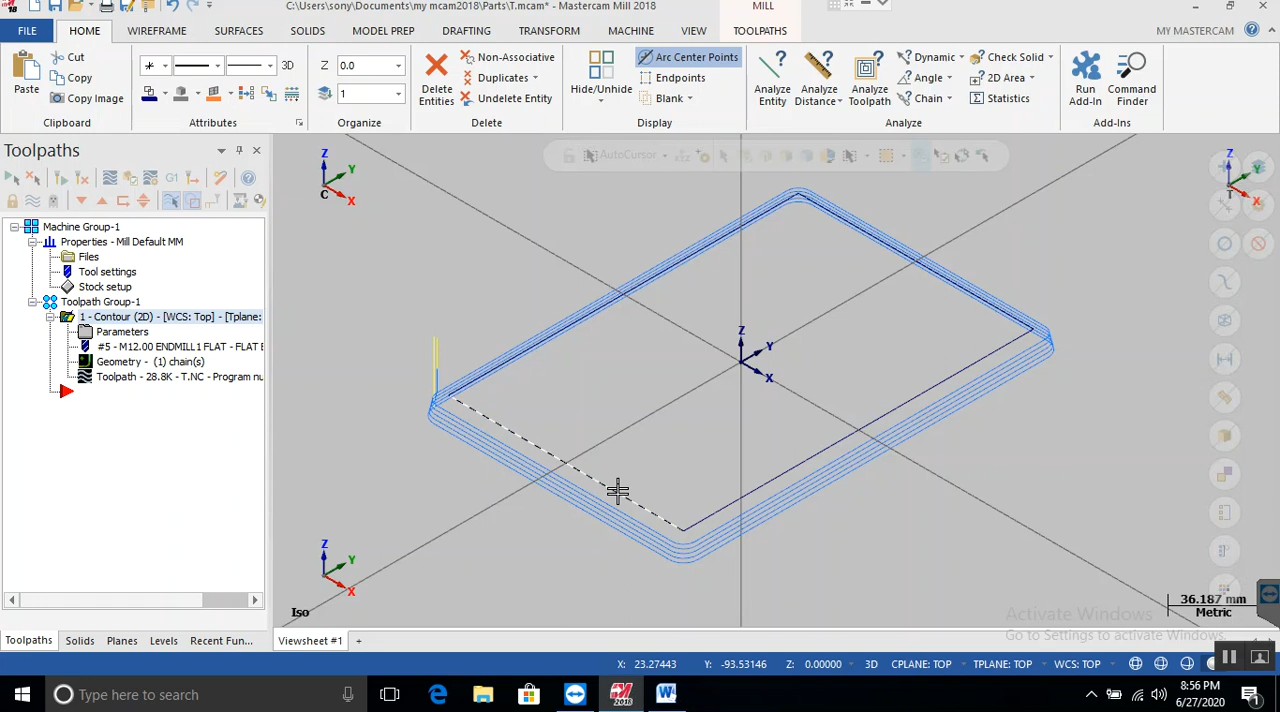 C:\Users\sony\Documents\my mcam2018\Parts\T.mcam* - Mastercam Mill 2018
MILL
FILE HOME WIREFRAME SURFACES SOLIDS MODEL PREP DRAFTING TRANSFORM MACHINE VIEW TOOLPATHS MY MASTERCAM
Paste
Cut
Copy
Copy Image
Clipboard
3D
Attributes
Z 0.0
1
Organize
Delete Entities
Non-Associative
Duplicates
Undelete Entity
Delete
Hide/Unhide
Arc Center Points
Endpoints
Blank
Display
Analyze Entity
Analyze Distance
Analyze Toolpath
Dynamic
Angle
Chain
Check Solid
2D Area
Statistics
Analyze
Run Add-In
Command Finder
Add-Ins
Toolpaths
G1
Machine Group-1
Properties - Mill Default MM
Files
Tool settings
Stock setup
Toolpath Group-1
1 - Contour (2D) - [WCS: Top] - [Tplane:
Parameters
#5 - M12.00 ENDMILL1 FLAT - FLAT E
Geometry - (1) chain(s)
Toolpath - 28.8K - T.NC - Program nu
Toolpaths Solids Planes Levels Recent Fun...
AutoCursor
Z
Y
X
C
Z
Y
X
T
Z
Y
X
Z
Y
X
Iso
36.187 mm
Metric
Activate Windows
Go to Settings to activate Windows.
Viewsheet #1 +
X: 23.27443 Y: -93.53146 Z: 0.00000 3D CPLANE: TOP TPLANE: TOP WCS: TOP
Type here to search
2018
8:56 PM
6/27/2020
1